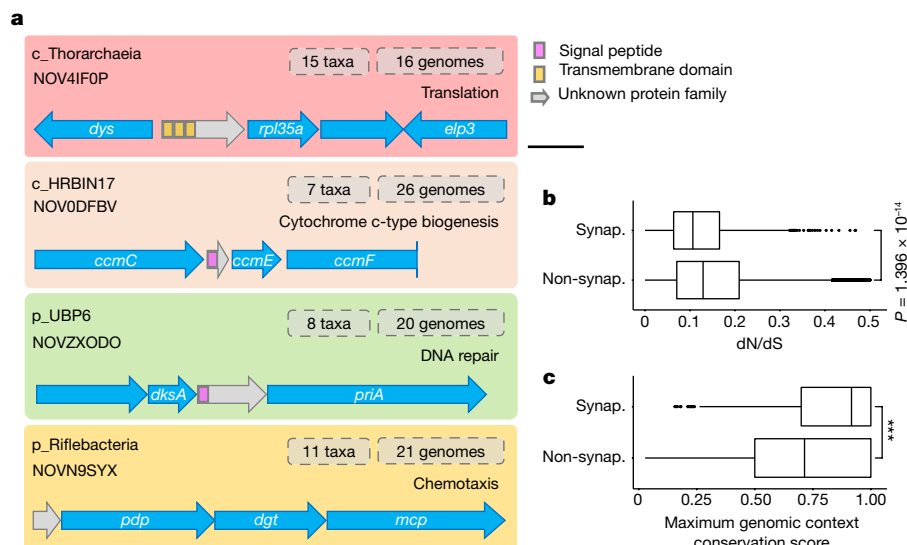 a
c_Thorarchaeia
NOV4IF0P
15 taxa
16 genomes
Translation
dys
rpl35a
elp3
c_HRBIN17
NOV0DFBV
7 taxa
26 genomes
Cytochrome c-type biogenesis
ccmC
ccmE
ccmF
p_UBP6
NOVZXODO
8 taxa
20 genomes
DNA repair
dksA
priA
p_Riflebacteria
NOVN9SYX
11 taxa
21 genomes
Chemotaxis
pdp
dgt
mcp
Signal peptide
Transmembrane domain
Unknown protein family
b
Synap.
Non-synap.
0 0.1 0.2 0.3 0.4 0.5
dN/dS
P = 1.396 × 10⁻¹⁴
c
Synap.
Non-synap.
***
0.25 0.50 0.75 1.00
Maximum genomic context
conservation score